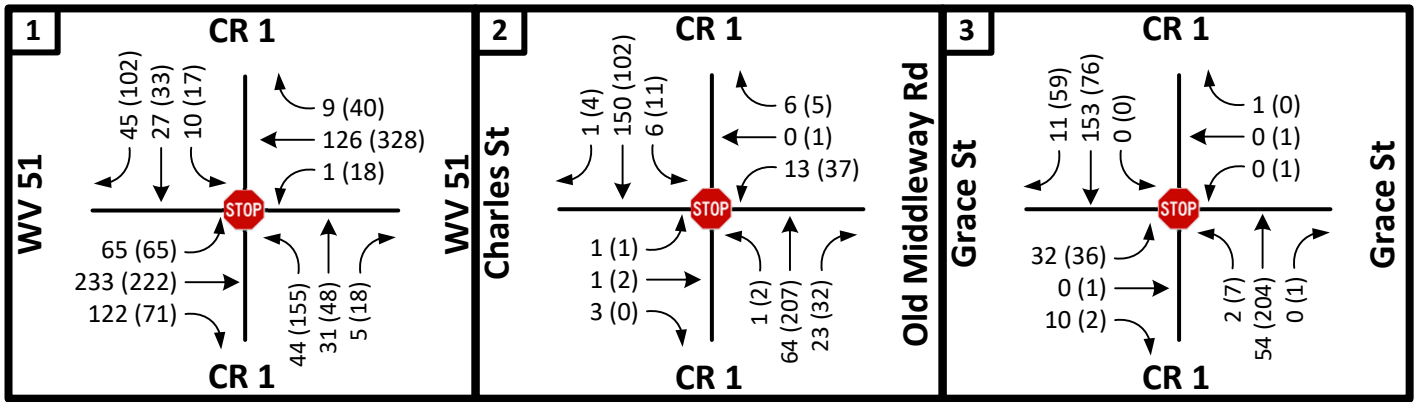 1
CR 1
45 (102)
27 (33)
10 (17)
9 (40)
126 (328)
1 (18)
WV 51
STOP
WV 51
65 (65)
233 (222)
122 (71)
44 (155)
31 (48)
5 (18)
CR 1
2
CR 1
1 (4)
150 (102)
6 (11)
6 (5)
0 (1)
13 (37)
Charles St
STOP
Old Middleway Rd
1 (1)
1 (2)
3 (0)
1 (2)
64 (207)
23 (32)
CR 1
3
CR 1
11 (59)
153 (76)
0 (0)
1 (0)
0 (1)
0 (1)
Grace St
STOP
Grace St
32 (36)
0 (1)
10 (2)
2 (7)
54 (204)
0 (1)
CR 1